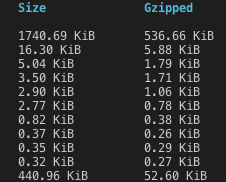 Size Gzipped
1740.69 KiB 536.66 KiB
16.30 KiB 5.88 KiB
5.04 KiB 1.79 KiB
3.50 KiB 1.71 KiB
2.90 KiB 1.06 KiB
2.77 KiB 0.78 KiB
0.82 KiB 0.38 KiB
0.37 KiB 0.26 KiB
0.35 KiB 0.29 KiB
0.32 KiB 0.27 KiB
440.96 KiB 52.60 KiB